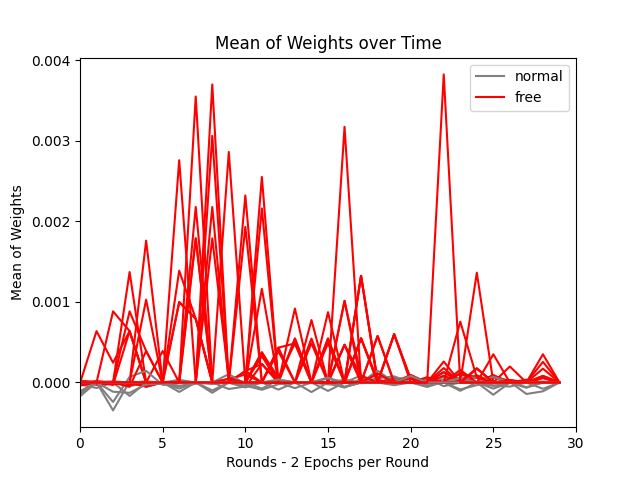 Mean of Weights over Time
normal
free
Mean of Weights
0.004
0.003
0.002
0.001
0.000
0 5 10 15 20 25 30
Rounds - 2 Epochs per Round